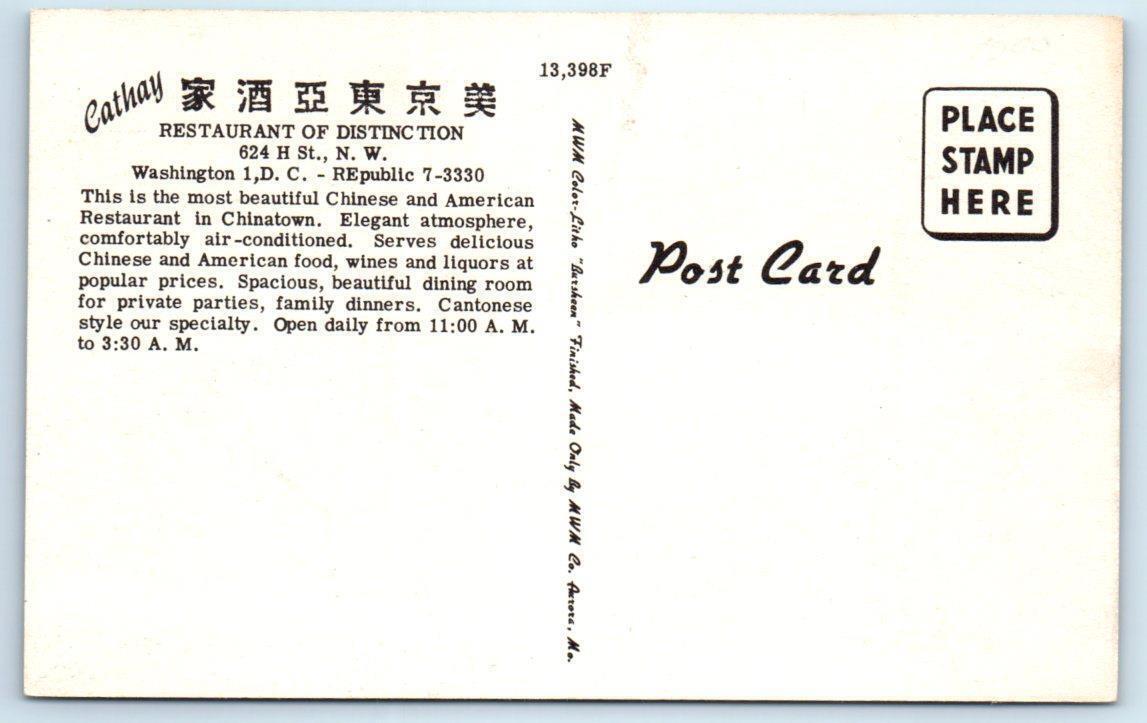 Cathay 家酒亞東京美
RESTAURANT OF DISTINCTION
624 H St., N. W.
Washington 1,D. C. - REpublic 7-3330
This is the most beautiful Chinese and American
Restaurant in Chinatown. Elegant atmosphere,
comfortably air-conditioned. Serves delicious
Chinese and American food, wines and liquors at
popular prices. Spacious, beautiful dining room
for private parties, family dinners. Cantonese
style our specialty. Open daily from 11:00 A. M.
to 3:30 A. M.
13,398F
MWM Color-Litho "Bursheen" Finished, Made Only By MWM Co. Aurora, Mo.
PLACE
STAMP
HERE
Post Card